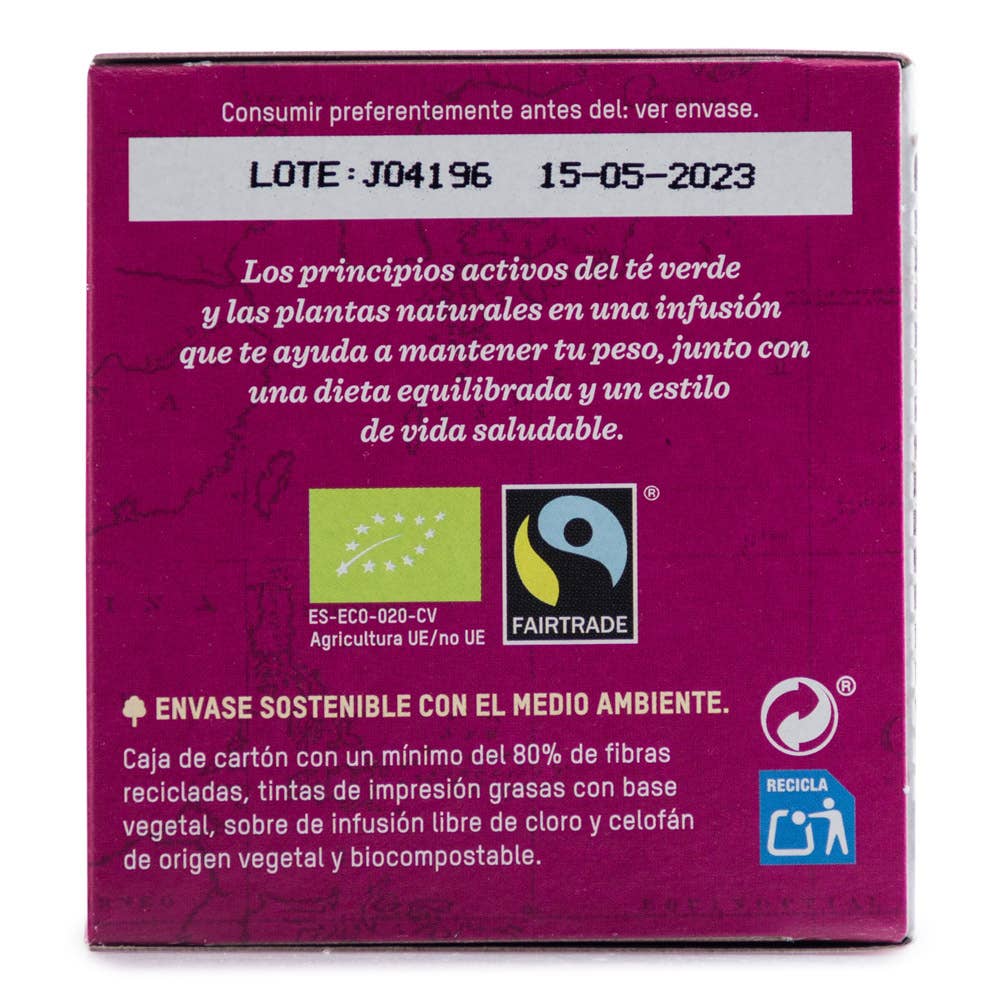 Consumir preferentemente antes del: ver envase.
LOTE:J04196 15-05-2023
Los principios activos del té verde
y las plantas naturales en una infusión
que te ayuda a mantener tu peso, junto con
una dieta equilibrada y un estilo
de vida saludable.
®
FAIRTRADE
ES-ECO-020-CV
Agricultura UE/no UE
ENVASE SOSTENIBLE CON EL MEDIO AMBIENTE.
®
Caja de cartón con un mínimo del 80% de fibras
recicladas, tintas de impresión grasas con base
vegetal, sobre de infusión libre de cloro y celofán
de origen vegetal y biocompostable.
RECICLA